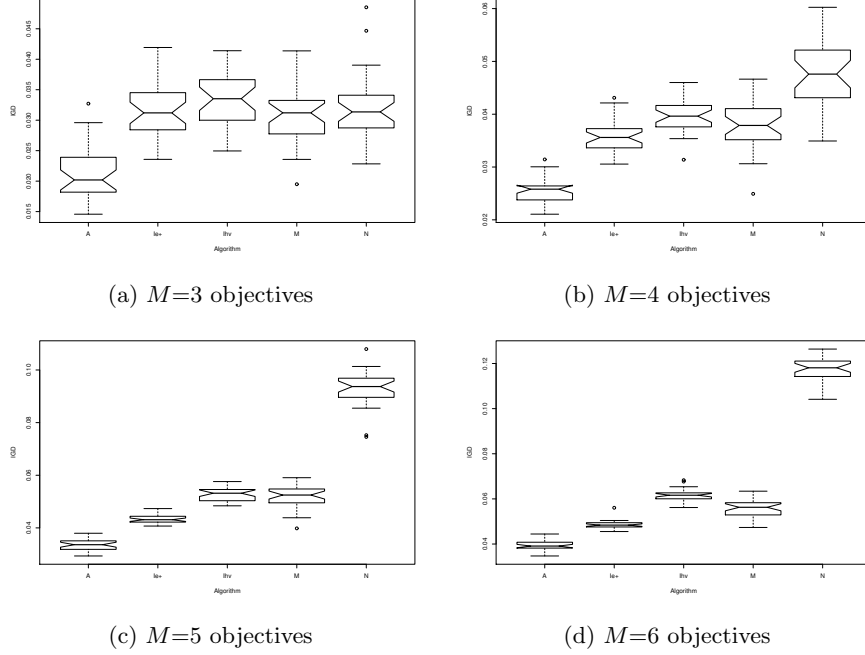 0.045
0.040
0.035
0.030
0.025
0.020
0.015
IGD
A Ie+ Ihv M N
Algorithm
(a) M=3 objectives
0.06
0.05
0.04
0.03
0.02
IGD
A Ie+ Ihv M N
Algorithm
(b) M=4 objectives
0.10
0.08
0.06
0.04
IGD
A Ie+ Ihv M N
Algorithm
(c) M=5 objectives
0.12
0.10
0.08
0.06
0.04
IGD
A Ie+ Ihv M N
Algorithm
(d) M=6 objectives